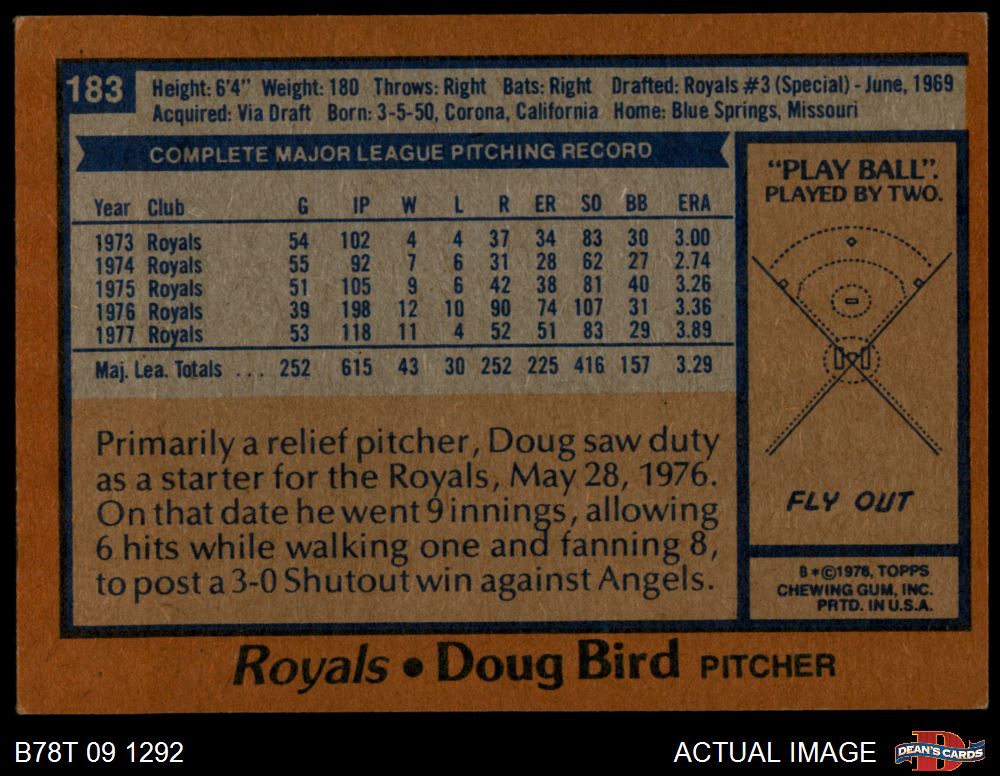 183
Height: 6'4" Weight: 180 Throws: Right Bats: Right Drafted: Royals #3 (Special) - June, 1969
Acquired: Via Draft Born: 3-5-50, Corona, California Home: Blue Springs, Missouri
COMPLETE MAJOR LEAGUE PITCHING RECORD
Year Club G IP W L R ER SO BB ERA
1973 Royals 54 102 4 4 37 34 83 30 3.00
1974 Royals 55 92 7 6 31 28 62 27 2.74
1975 Royals 51 105 9 6 42 38 81 40 3.26
1976 Royals 39 198 12 10 90 74 107 31 3.36
1977 Royals 53 118 11 4 52 51 83 29 3.89
Maj. Lea. Totals ... 252 615 43 30 252 225 416 157 3.29
Primarily a relief pitcher, Doug saw duty
as a starter for the Royals, May 28, 1976.
On that date he went 9 innings, allowing
6 hits while walking one and fanning 8,
to post a 3-0 Shutout win against Angels.
"PLAY BALL".
PLAYED BY TWO.
FLY OUT
B*©1978, TOPPS
CHEWING GUM, INC.
PRTD. IN U.S.A.
Royals • Doug Bird PITCHER
B78T 09 1292
ACTUAL IMAGE
DEAN'S CARDS